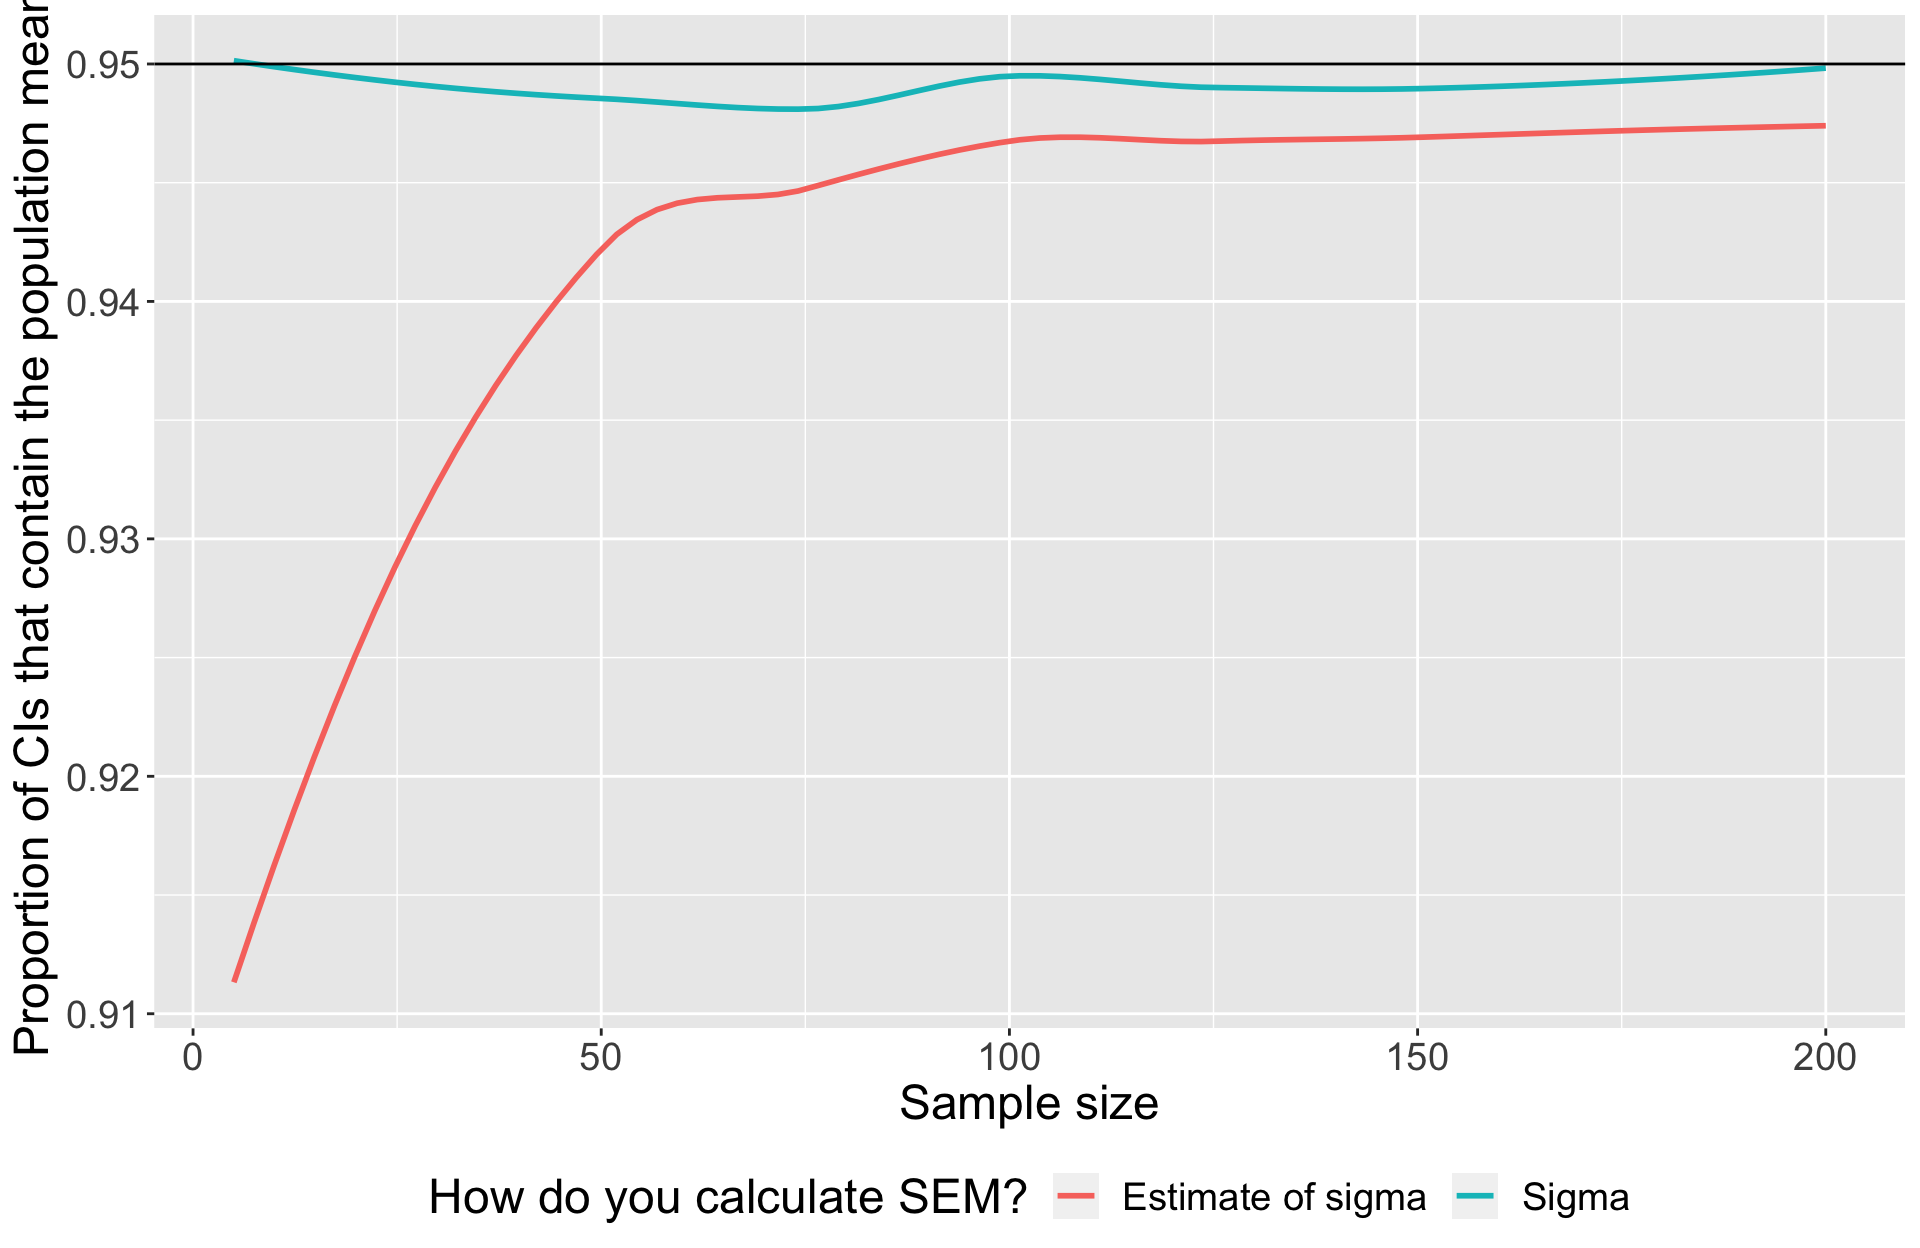 Proportion of CIs that contain the population mean
0.95
0.94
0.93
0.92
0.91
0
50
100
150
200
Sample size
How do you calculate SEM?
Estimate of sigma
Sigma